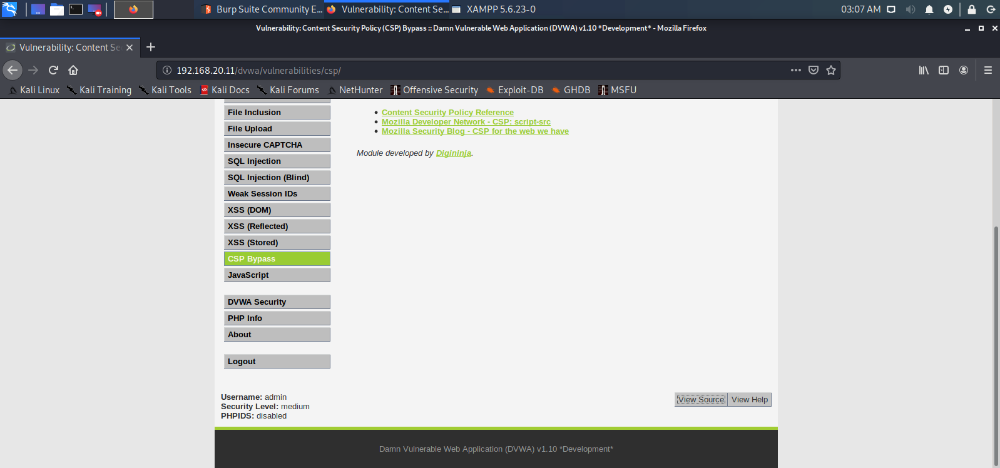 Burp Suite Community E...
Vulnerability: Content Se...
XAMPP 5.6.23-0
03:07 AM
Vulnerability: Content Security Policy (CSP) Bypass :: Damn Vulnerable Web Application (DVWA) v1.10 *Development* - Mozilla Firefox
Vulnerability: Content Se
192.168.20.11/dvwa/vulnerabilities/csp/
Kali Linux
Kali Training
Kali Tools
Kali Docs
Kali Forums
NetHunter
Offensive Security
Exploit-DB
GHDB
MSFU
File Inclusion
File Upload
Insecure CAPTCHA
SQL Injection
SQL Injection (Blind)
Weak Session IDs
XSS (DOM)
XSS (Reflected)
XSS (Stored)
CSP Bypass
JavaScript
DVWA Security
PHP Info
About
Logout
Content Security Policy Reference
Mozilla Developer Network - CSP: script-src
Mozilla Security Blog - CSP for the web we have
Module developed by Digininja.
Username: admin
Security Level: medium
PHPIDS: disabled
View Source
View Help
Damn Vulnerable Web Application (DVWA) v1.10 *Development*